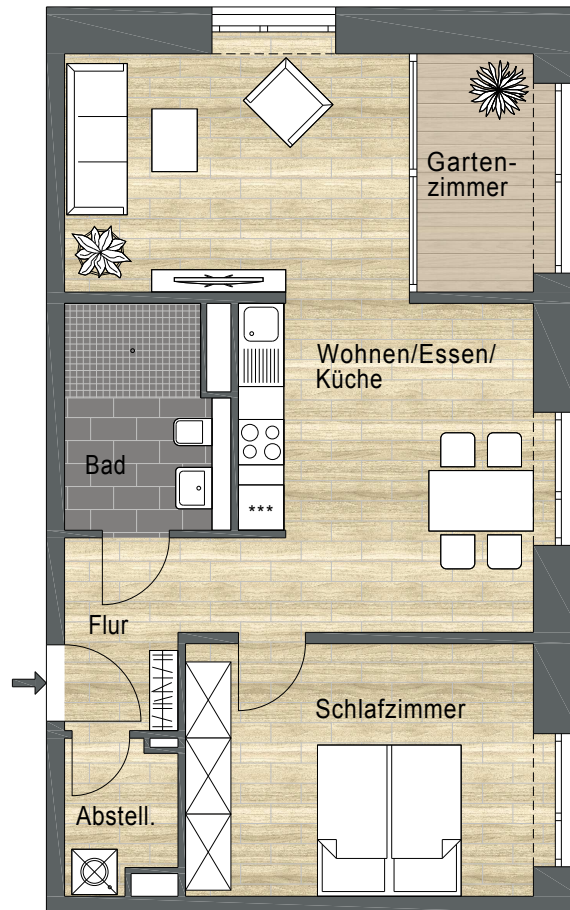 Garten-
zimmer
Wohnen/Essen/
Küche
Bad
***
Flur
Schlafzimmer
Abstell.